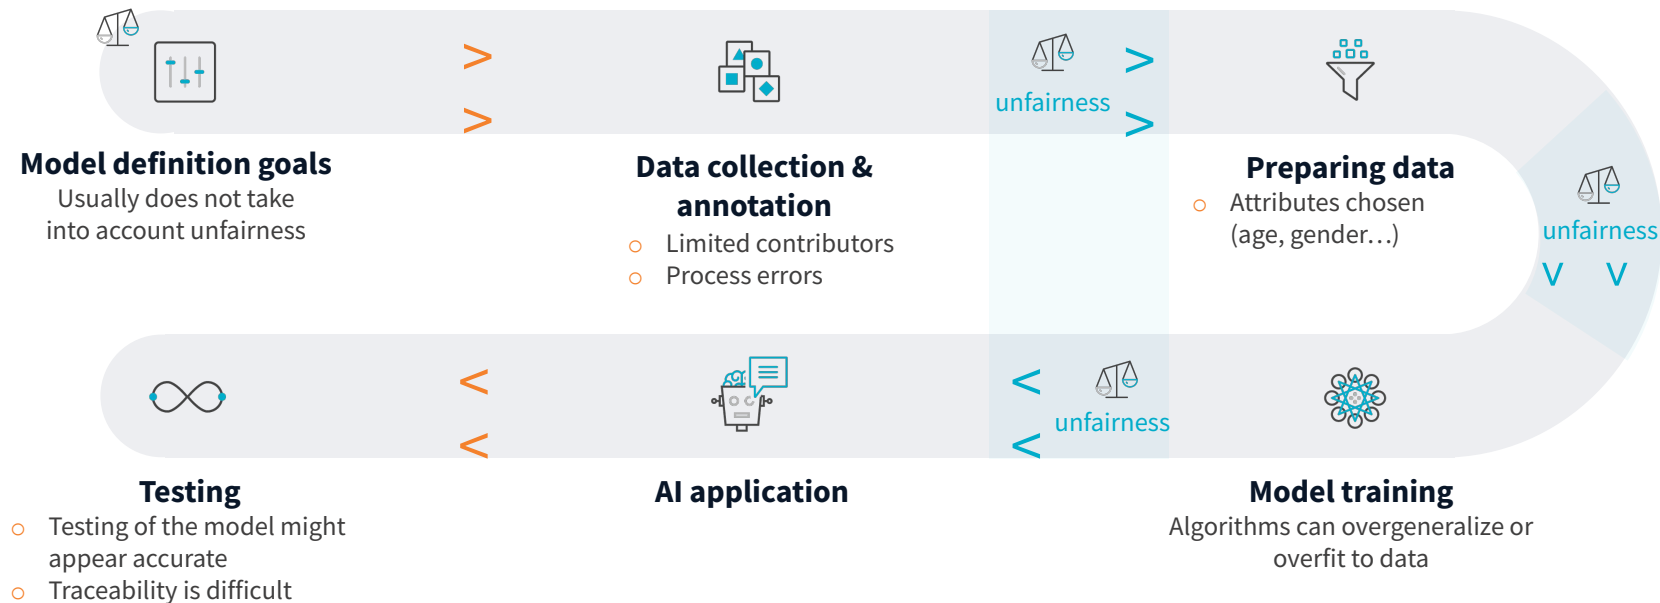 Model definition goals
Usually does not take
into account unfairness
>
>
Data collection &
annotation
○ Limited contributors
○ Process errors
unfairness
>
>
Preparing data
○ Attributes chosen
(age, gender...)
unfairness
V V
Model training
Algorithms can overgeneralize or
overfit to data
unfairness
<
<
AI application
<
<
Testing
○ Testing of the model might
appear accurate
○ Traceability is difficult